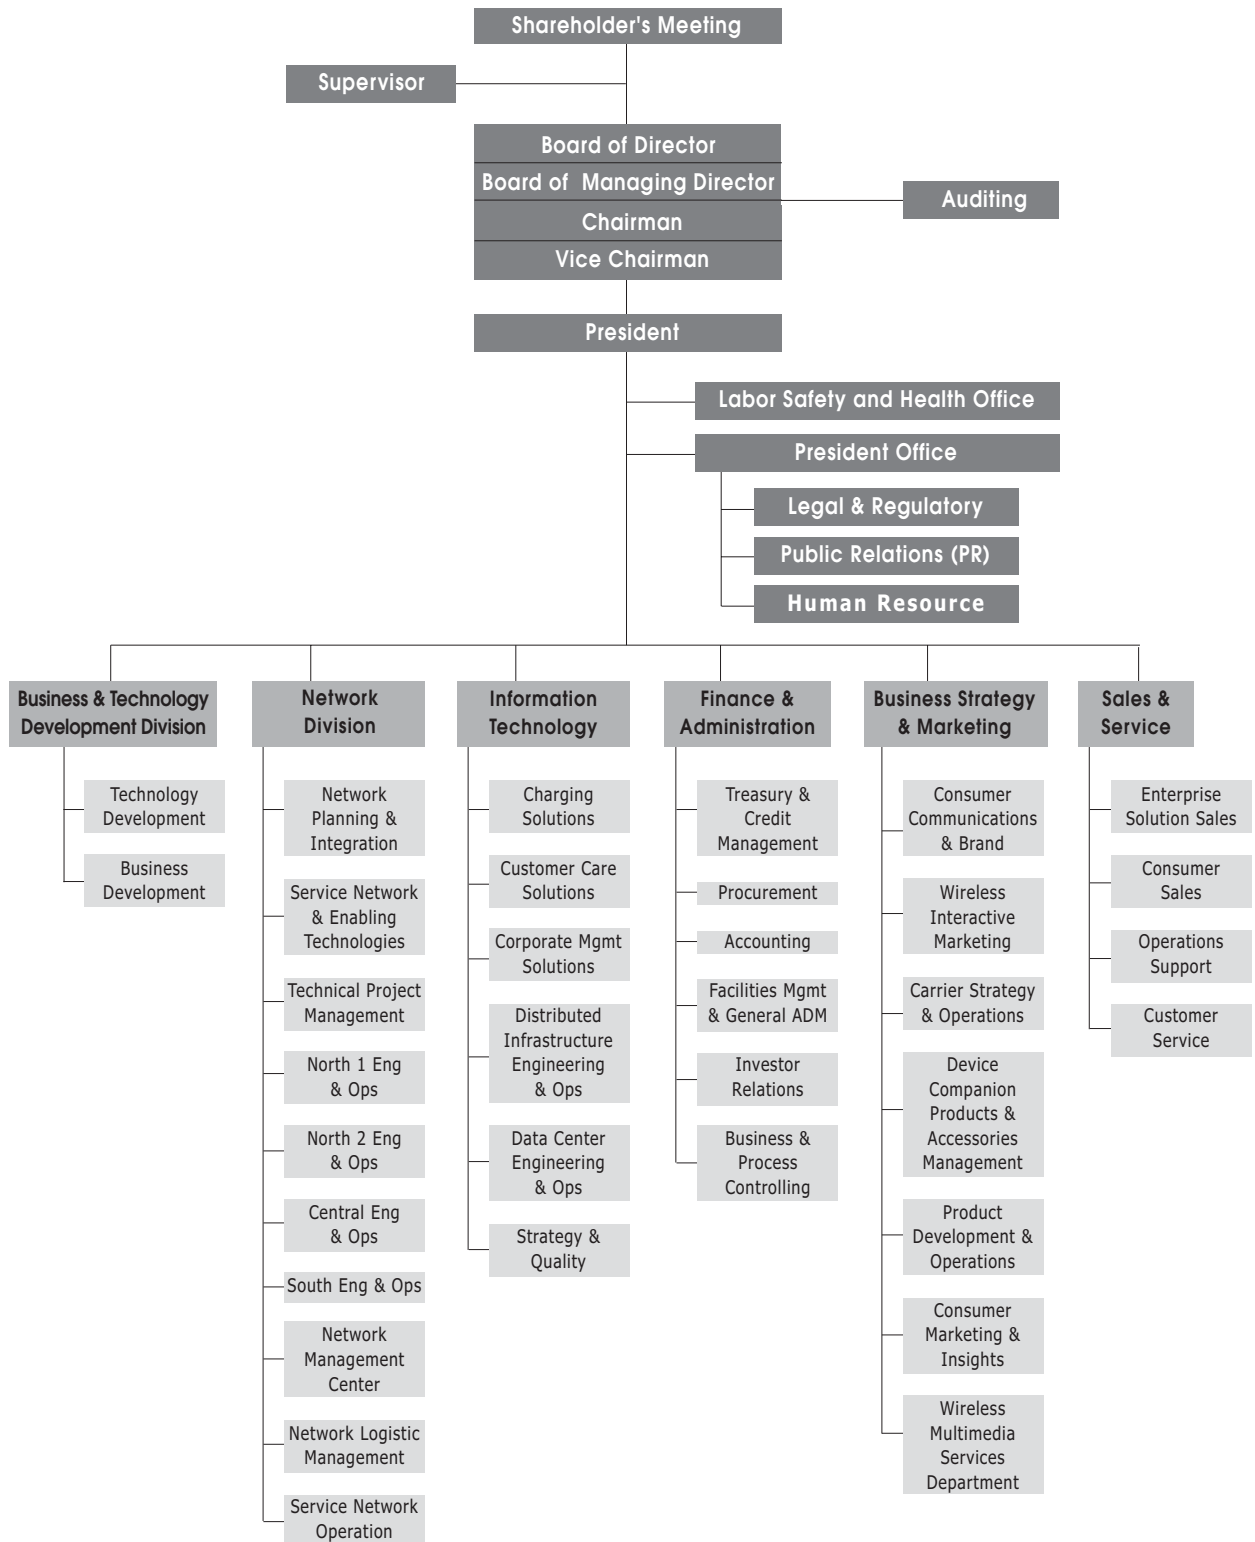 Shareholder's Meeting
Supervisor
Board of Director
Board of Managing Director
Auditing
Chairman
Vice Chairman
President
Labor Safety and Health Office
President Office
Legal & Regulatory
Public Relations (PR)
Human Resource
Business & Technology
Development Division
Technology
Development
Business
Development
Network
Division
Network
Planning &
Integration
Service Network
& Enabling
Technologies
Technical Project
Management
North 1 Eng
& Ops
North 2 Eng
& Ops
Central Eng
& Ops
South Eng & Ops
Network
Management
Center
Network Logistic
Management
Service Network
Operation
Information
Technology
Charging
Solutions
Customer Care
Solutions
Corporate Mgmt
Solutions
Distributed
Infrastructure
Engineering
& Ops
Data Center
Engineering
& Ops
Strategy &
Quality
Finance &
Administration
Treasury &
Credit
Management
Procurement
Accounting
Facilities Mgmt
& General ADM
Investor
Relations
Business &
Process
Controlling
Business Strategy
& Marketing
Consumer
Communications
& Brand
Wireless
Interactive
Marketing
Carrier Strategy
& Operations
Device
Companion
Products &
Accessories
Management
Product
Development &
Operations
Consumer
Marketing &
Insights
Wireless
Multimedia
Services
Department
Sales &
Service
Enterprise
Solution Sales
Consumer
Sales
Operations
Support
Customer
Service